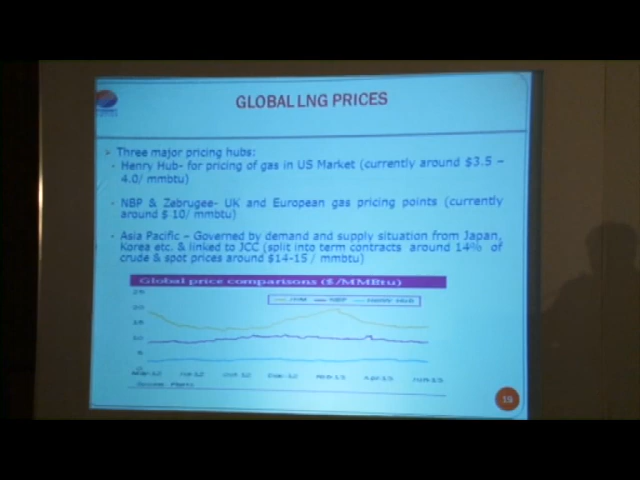 GLOBAL LNG PRICES
Three major pricing hubs:
- Henry Hub- for pricing of gas in US Market (currently around $3.5 –
4.0/ mmbtu)
- NBP & Zebrugee- UK and European gas pricing points (currently
around $ 10/ mmbtu)
- Asia Pacific – Governed by demand and supply situation from Japan,
Korea etc. & linked to JCC (split into term contracts around 14% of
crude & spot prices around $14-15 / mmbtu)
Global price comparisons ($/MMBtu)
25
20
15
10
5
NBP Henry Hub
19